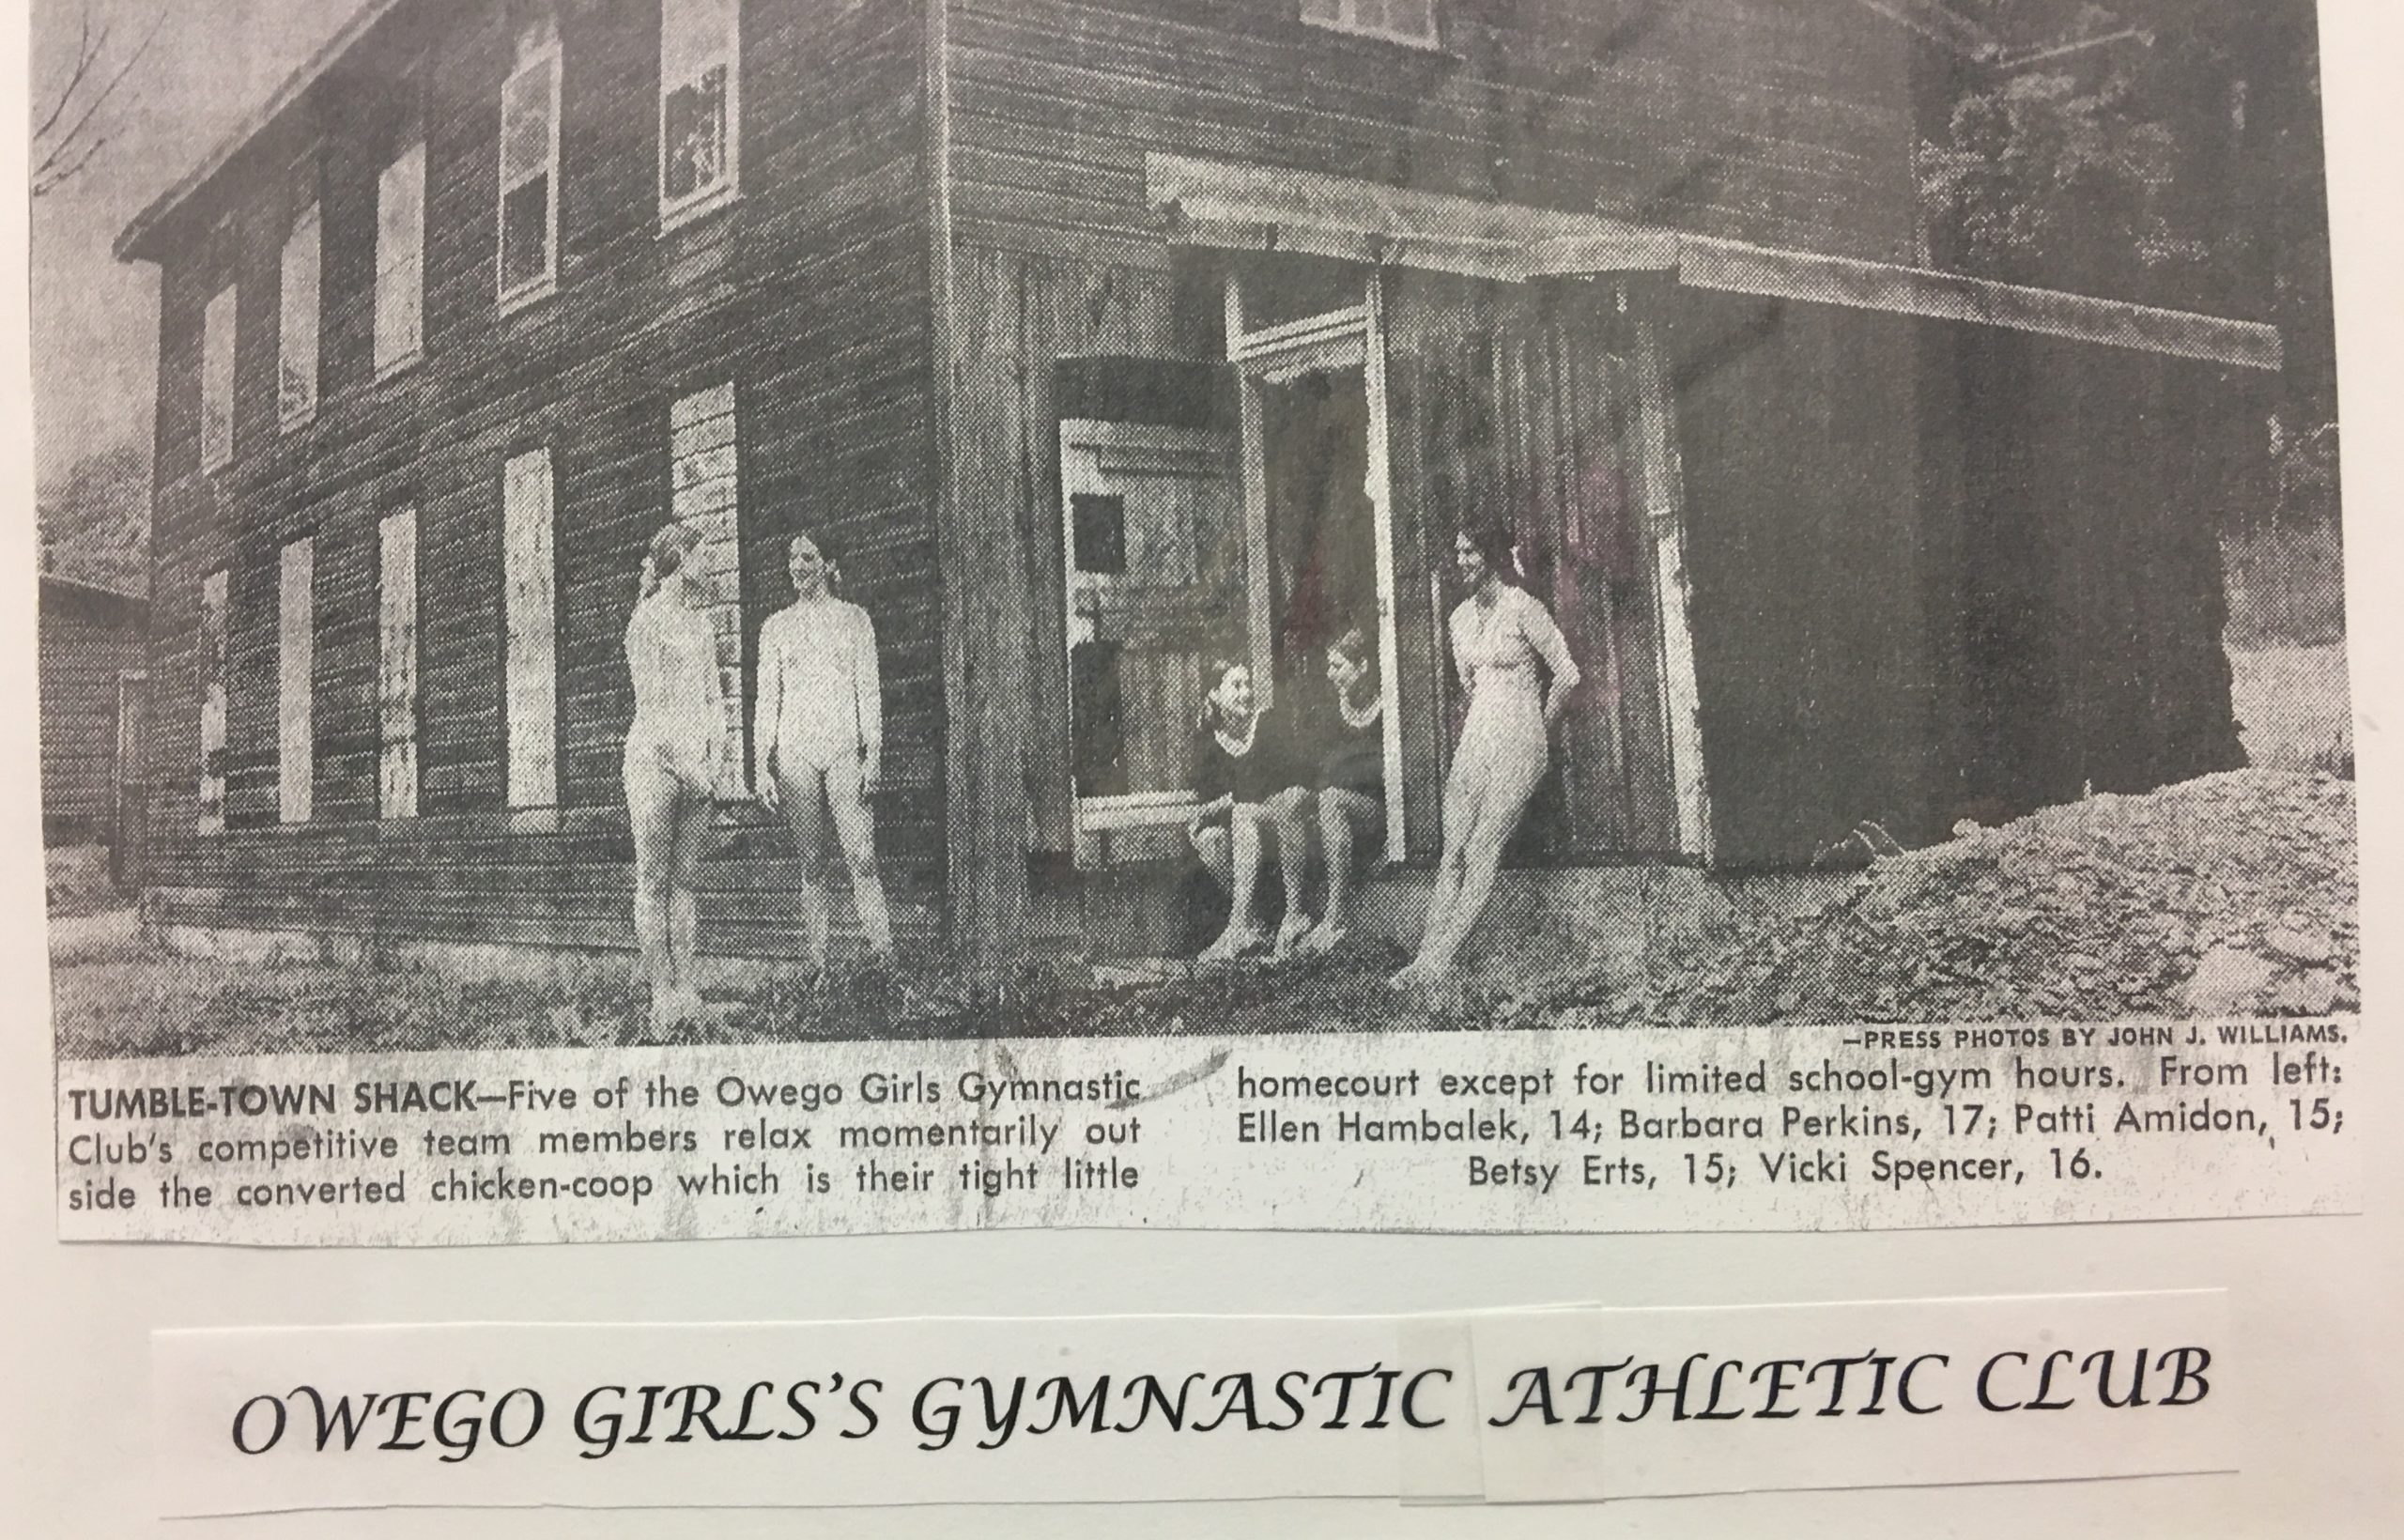 —PRESS PHOTOS BY JOHN J. WILLIAMS.
TUMBLE-TOWN SHACK—Five of the Owego Girls Gymnastic
Club's competitive team members relax momentarily out
side the converted chicken-coop which is their tight little
homecourt except for limited school-gym hours. From left:
Ellen Hambalek, 14; Barbara Perkins, 17; Patti Amidon, 15;
Betsy Erts, 15; Vicki Spencer, 16.
OWEGO GIRLS'S GYMNASTIC ATHLETIC CLUB